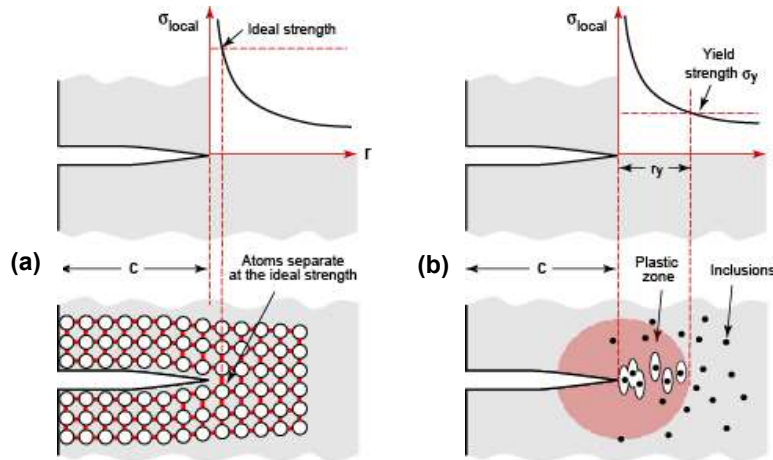 σlocal
Ideal strength
r
(a)
c
Atoms separate
at the ideal strength
σlocal
Yield
strength σy
r
ry
(b)
c
Plastic
zone
Inclusions